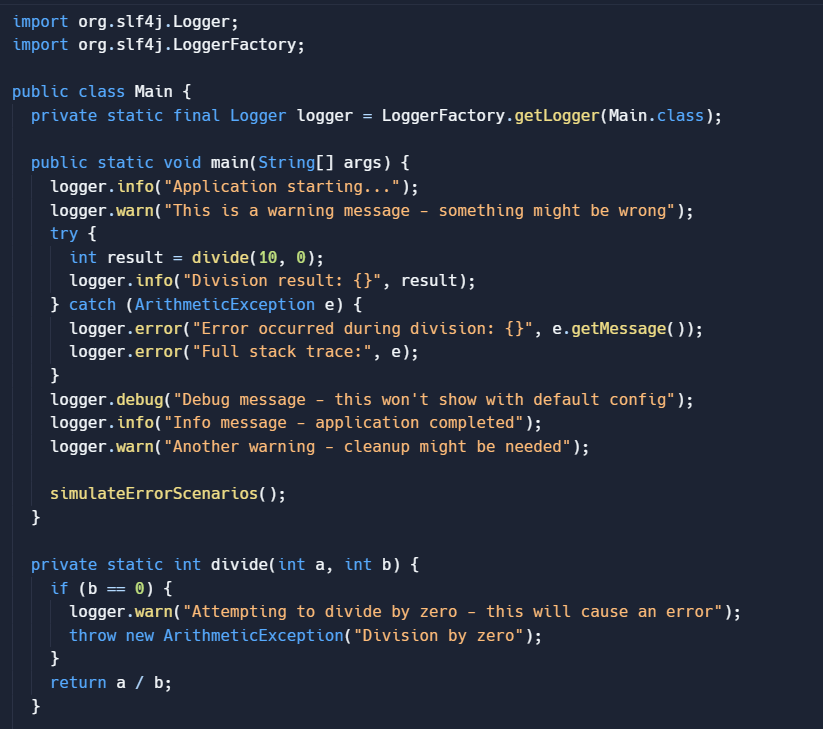 import org.slf4j.Logger;
import org.slf4j.LoggerFactory;

public class Main {
  private static final Logger logger = LoggerFactory.getLogger(Main.class);

  public static void main(String[] args) {
    logger.info("Application starting...");
    logger.warn("This is a warning message - something might be wrong");
    try {
      int result = divide(10, 0);
      logger.info("Division result: {}", result);
    } catch (ArithmeticException e) {
      logger.error("Error occurred during division: {}", e.getMessage());
      logger.error("Full stack trace:", e);
    }
    logger.debug("Debug message - this won't show with default config");
    logger.info("Info message - application completed");
    logger.warn("Another warning - cleanup might be needed");

    simulateErrorScenarios();
  }

  private static int divide(int a, int b) {
    if (b == 0) {
      logger.warn("Attempting to divide by zero - this will cause an error");
      throw new ArithmeticException("Division by zero");
    }
    return a / b;
  }